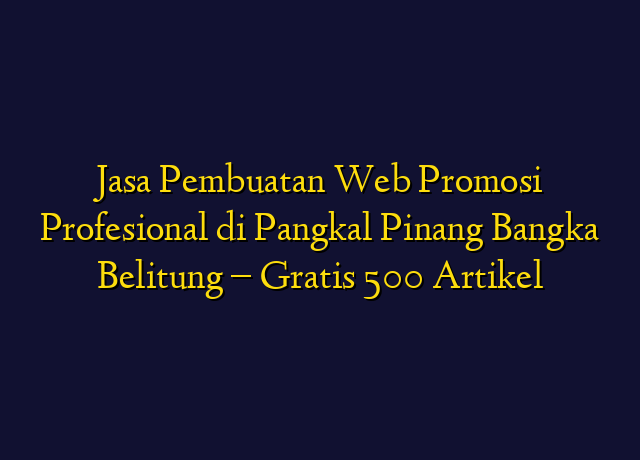 Jasa Pembuatan Web Promosi
Profesional di Pangkal Pinang Bangka
Belitung – Gratis 500 Artikel